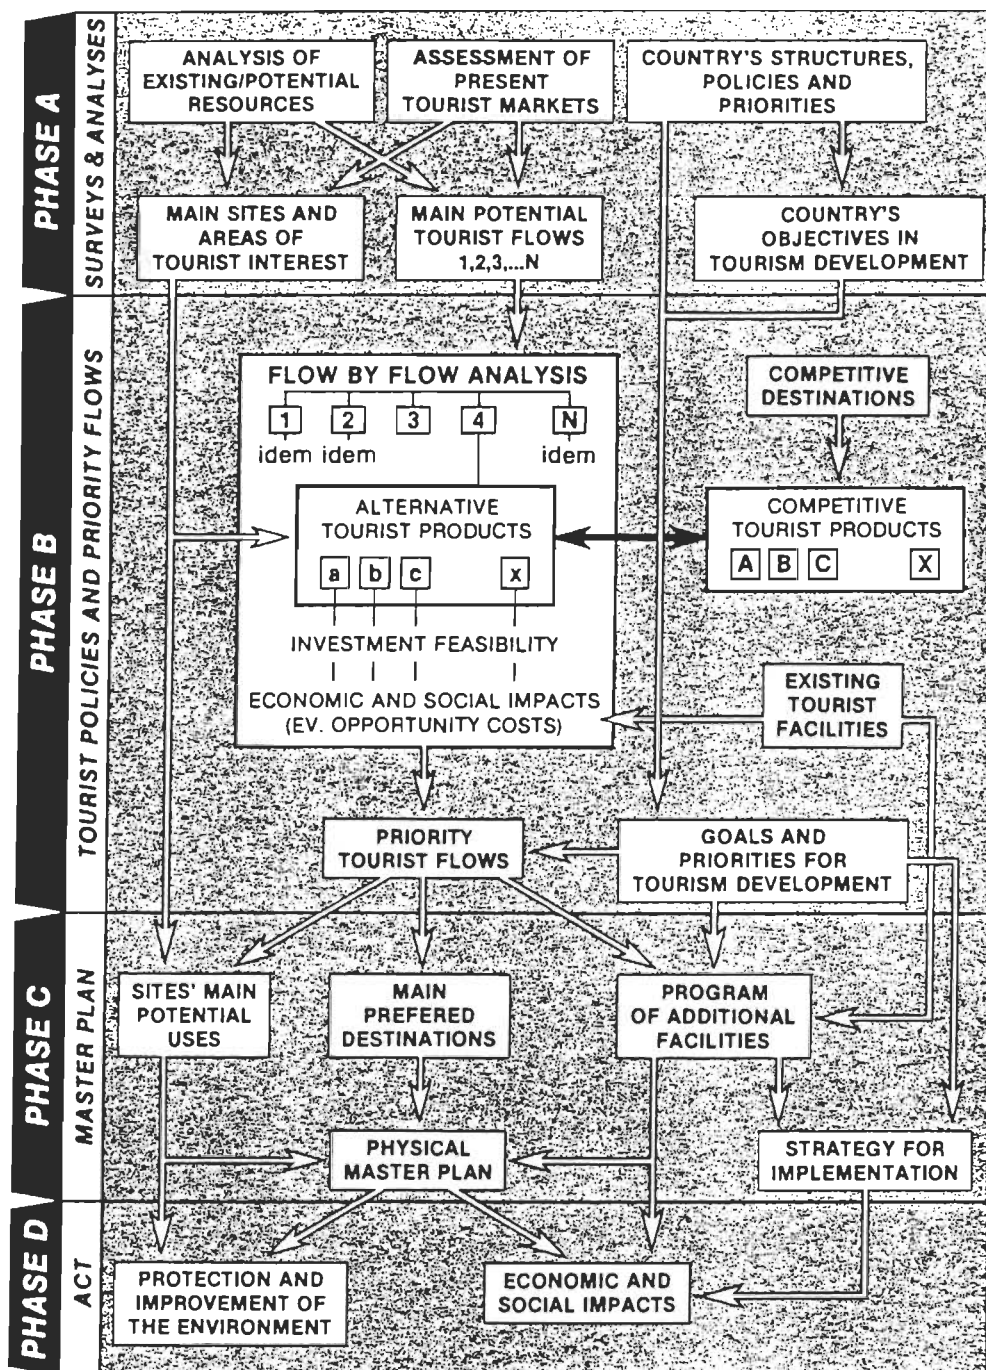 PHASE A
SURVEYS & ANALYSES
ANALYSIS OF
EXISTING/POTENTIAL
RESOURCES
ASSESSMENT OF
PRESENT
TOURIST MARKETS
COUNTRY'S STRUCTURES,
POLICIES AND
PRIORITIES
MAIN SITES AND
AREAS OF
TOURIST INTEREST
MAIN POTENTIAL
TOURIST FLOWS
1,2,3,...N
COUNTRY'S
OBJECTIVES IN
TOURISM DEVELOPMENT
PHASE B
TOURIST POLICIES AND PRIORITY FLOWS
FLOW BY FLOW ANALYSIS
1 2 3 4 N
idem idem idem
ALTERNATIVE
TOURIST PRODUCTS
a b c x
INVESTMENT FEASIBILITY
ECONOMIC AND SOCIAL IMPACTS
(EV. OPPORTUNITY COSTS)
COMPETITIVE
DESTINATIONS
COMPETITIVE
TOURIST PRODUCTS
A B C X
EXISTING
TOURIST
FACILITIES
PRIORITY
TOURIST FLOWS
GOALS AND
PRIORITIES FOR
TOURISM DEVELOPMENT
PHASE C
MASTER PLAN
SITES' MAIN
POTENTIAL
USES
MAIN
PREFERED
DESTINATIONS
PROGRAM
OF ADDITIONAL
FACILITIES
PHYSICAL
MASTER PLAN
STRATEGY FOR
IMPLEMENTATION
PHASE D
ACT
PROTECTION AND
IMPROVEMENT OF
THE ENVIRONMENT
ECONOMIC AND
SOCIAL IMPACTS